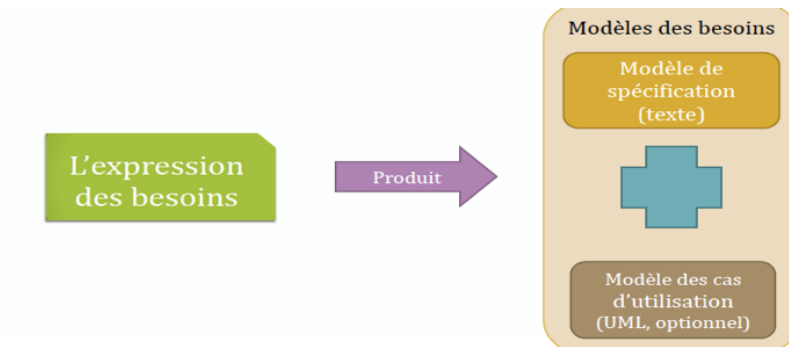 L'expression
des besoins
Produit
Modèles des besoins
Modèle de
spécification
(texte)
Modèle des cas
d'utilisation
(UML, optionnel)